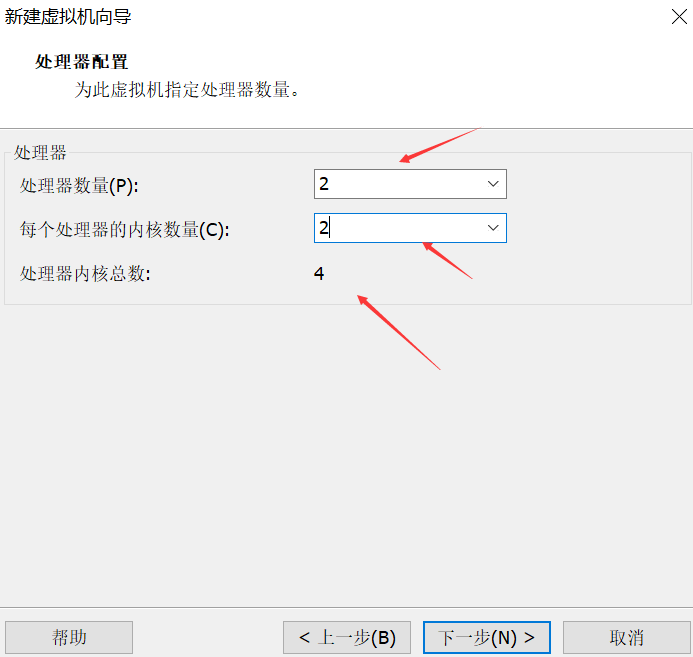 新建虚拟机向导
处理器配置
为此虚拟机指定处理器数量。
处理器
处理器数量(P): 2
每个处理器的内核数量(C): 2
处理器内核总数: 4
帮助 < 上一步(B) 下一步(N) > 取消